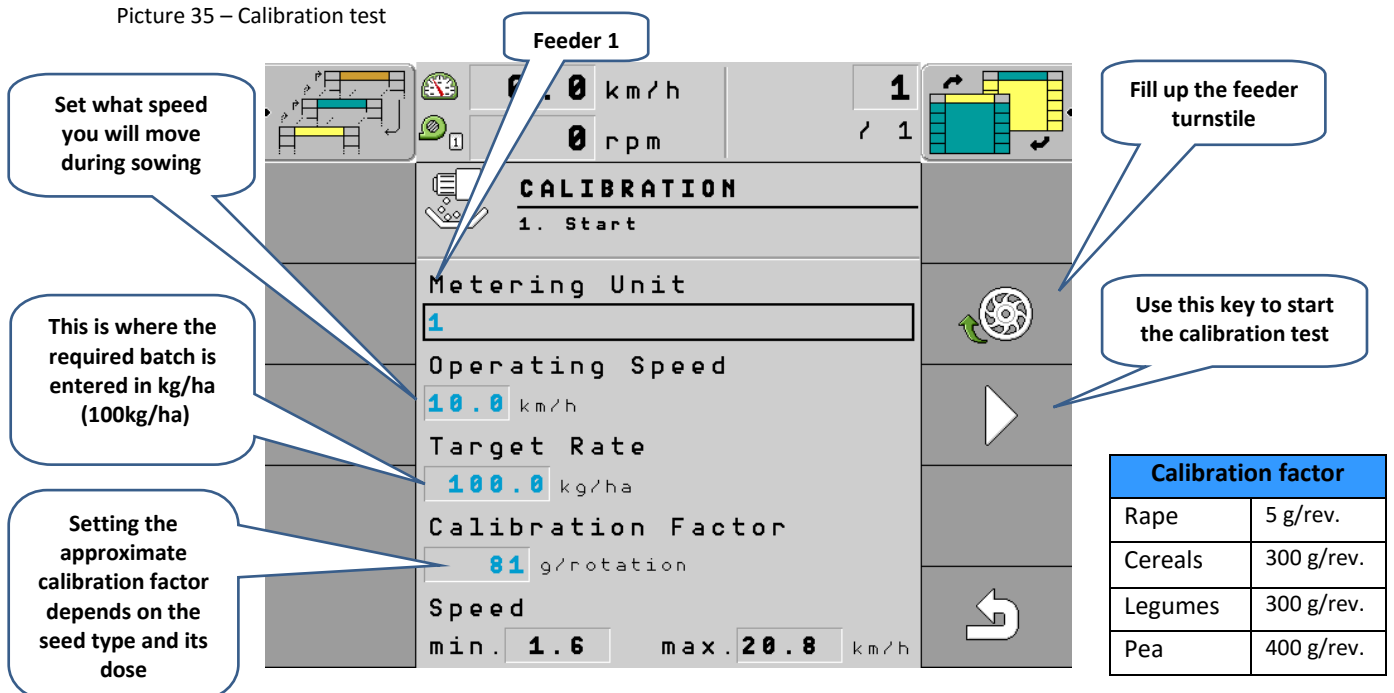 Picture 35 – Calibration test
Feeder 1
Set what speed
you will move
during sowing
Fill up the feeder
turnstile
km/h
1
1
0 rpm
/ 1
CALIBRATION
1. Start
Metering Unit
1
Use this key to start
the calibration test
This is where the
required batch is
entered in kg/ha
(100kg/ha)
Operating Speed
10.0 km/h
Target Rate
100.0 kg/ha
Setting the
approximate
calibration factor
depends on the
seed type and its
dose
Calibration Factor
81 g/rotation
Speed
min. 1.6 max. 20.8 km/h
Calibration factor
Rape 5 g/rev.
Cereals 300 g/rev.
Legumes 300 g/rev.
Pea 400 g/rev.